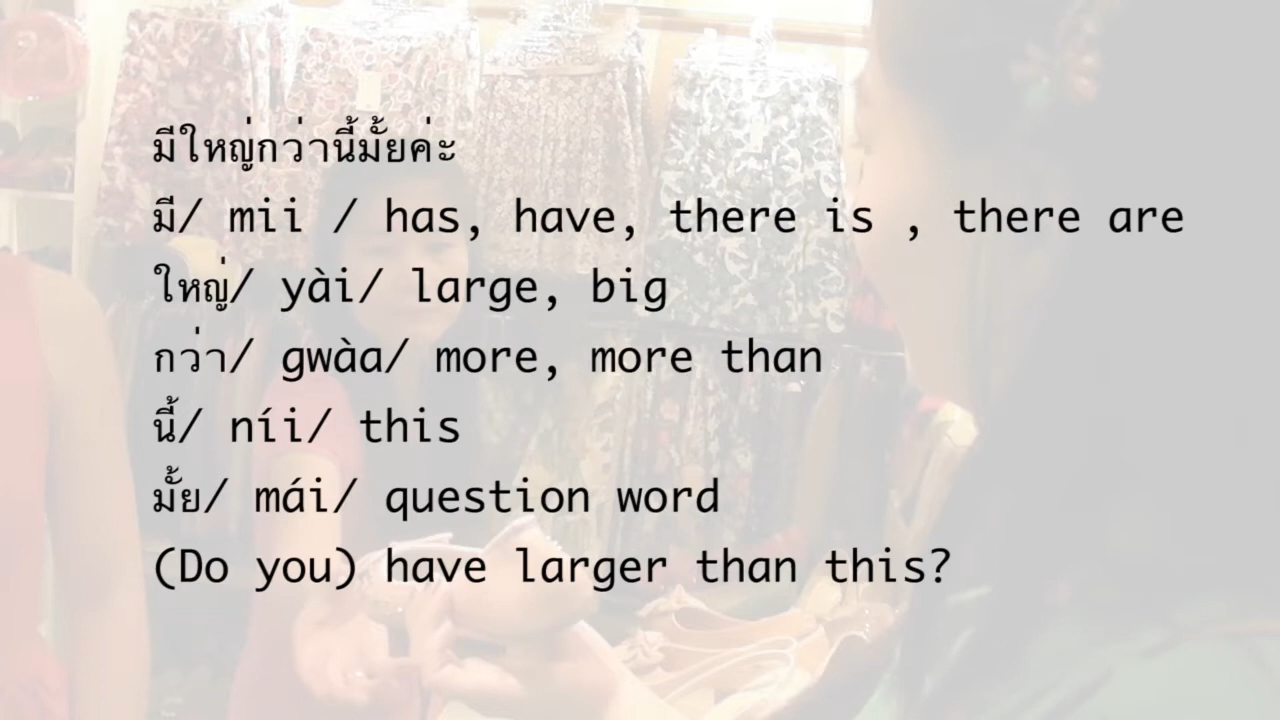 มีใหญ่กว่านี้มั้ยค่ะ
มี/ mii / has, have, there is , there are
ใหญ่/ yài/ large, big
กว่า/ gwàa/ more, more than
นี้/ níi/ this
มั้ย/ mái/ question word
(Do you) have larger than this?